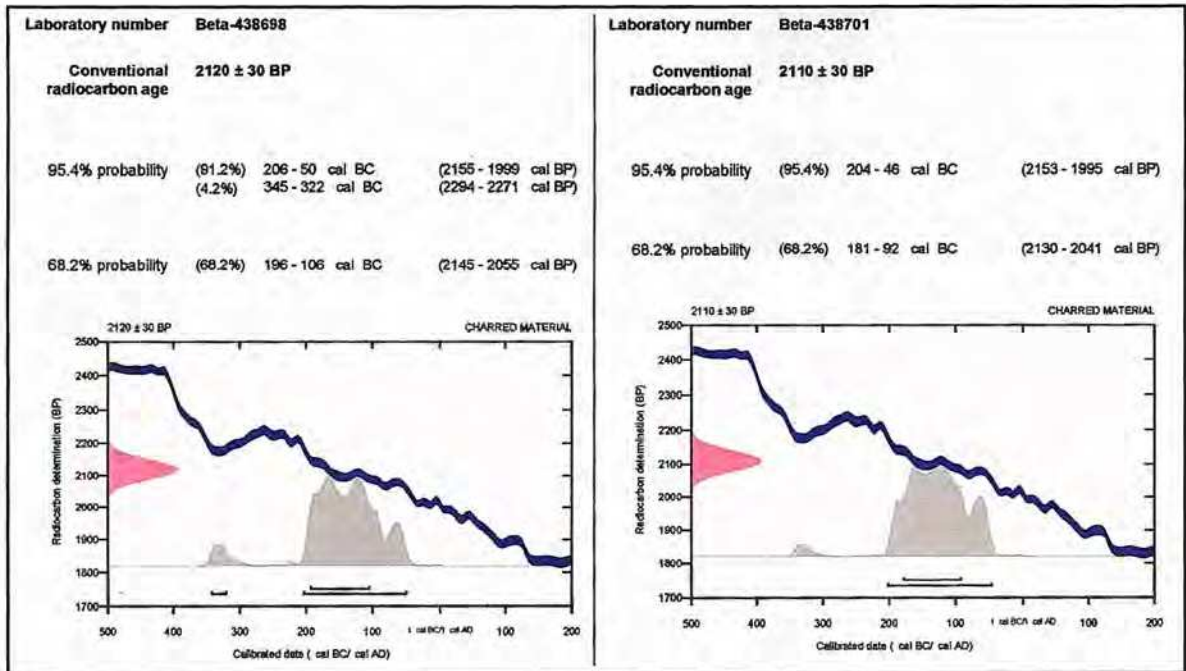 Laboratory number Beta-438698
Conventional radiocarbon age 2120 ± 30 BP
95.4% probability (91.2%) 206 - 50 cal BC (2155 - 1999 cal BP)
(4.2%) 345 - 322 cal BC (2294 - 2271 cal BP)
68.2% probability (68.2%) 196 - 106 cal BC (2145 - 2055 cal BP)
2120 ± 30 BP CHARRED MATERIAL
Radiocarbon determination (BP)
2500
2400
2300
2200
2100
2000
1900
1800
1700
500 400 300 200 100 cal BC/ cal AD 100 200
Calibrated date ( cal BC/ cal AD)
Laboratory number Beta-438701
Conventional radiocarbon age 2110 ± 30 BP
95.4% probability (95.4%) 204 - 46 cal BC (2153 - 1995 cal BP)
68.2% probability (68.2%) 181 - 92 cal BC (2130 - 2041 cal BP)
2110 ± 30 BP CHARRED MATERIAL
Radiocarbon determination (BP)
2500
2400
2300
2200
2100
2000
1900
1800
1700
500 400 300 200 100 cal BC/ cal AD 100 200
Calibrated date ( cal BC/ cal AD)